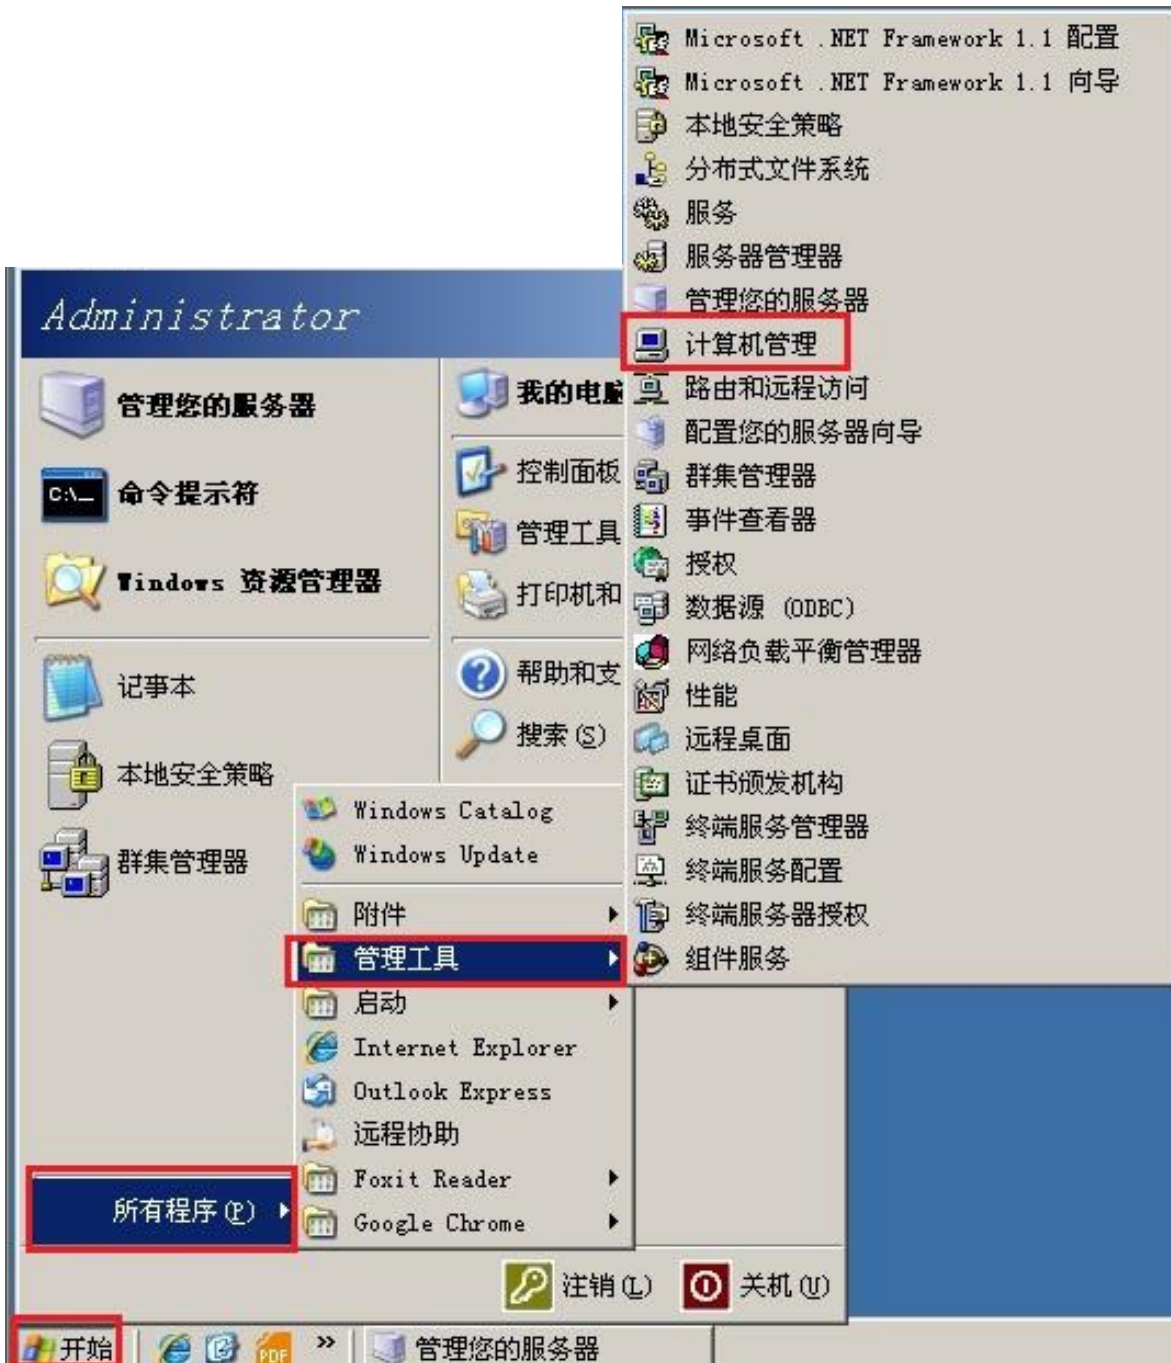 Microsoft .NET Framework 1.1 配置
Microsoft .NET Framework 1.1 向导
本地安全策略
分布式文件系统
服务
服务器管理器
管理您的服务器
计算机管理
路由和远程访问
配置您的服务器向导
群集管理器
事件查看器
授权
数据源 (ODBC)
网络负载平衡管理器
性能
远程桌面
证书颁发机构
终端服务管理器
终端服务配置
终端服务器授权
组件服务
Administrator
管理您的服务器
C:\_
命令提示符
Windows 资源管理器
记事本
本地安全策略
群集管理器
我的电脑
控制面板
管理工具
打印机和
帮助和支
搜索(S)
Windows Catalog
Windows Update
附件
管理工具
启动
Internet Explorer
Outlook Express
远程协助
Foxit Reader
Google Chrome
所有程序(P)
注销(L)
关机(U)
开始
PDF
»
管理您的服务器